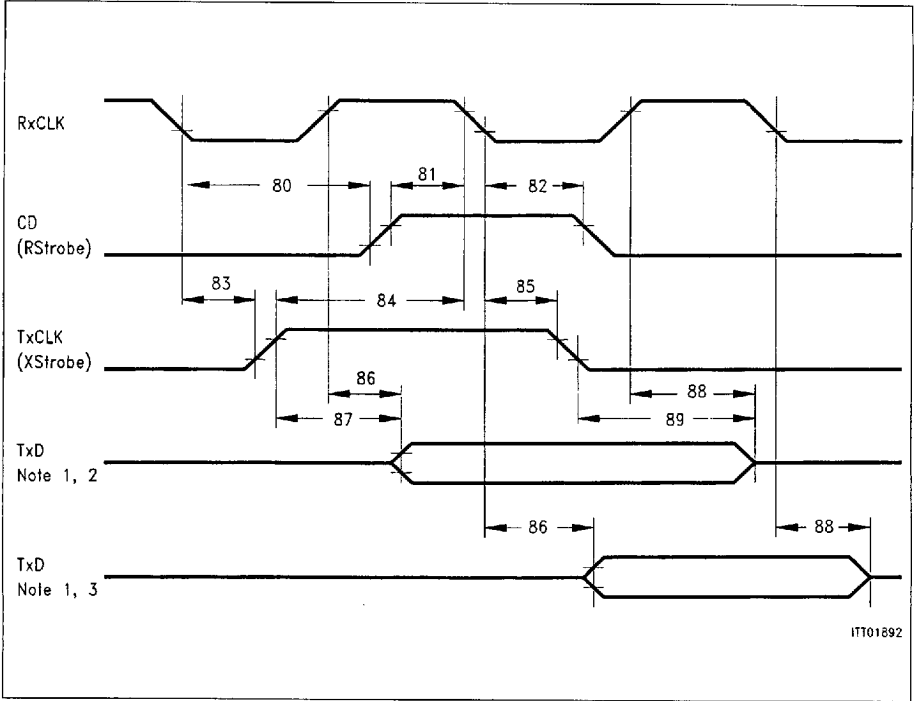 RxCLK
80
81
82
CD
(RStrobe)
83
84
85
TxCLK
(XStrobe)
86
88
87
89
TxD
Note 1, 2
86
88
TxD
Note 1, 3
ITT01892